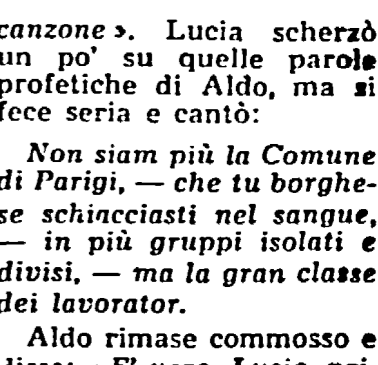 canzone ». Lucia scherzò
un po' su quelle parole
profetiche di Aldo, ma si
fece seria e cantò:
Non siam più la Comune
di Parigi, — che tu borghe-
se schiacciasti nel sangue,
— in più gruppi isolati e
divisi, — ma la gran classe
dei lavorator.
Aldo rimase commosso e
Lucia